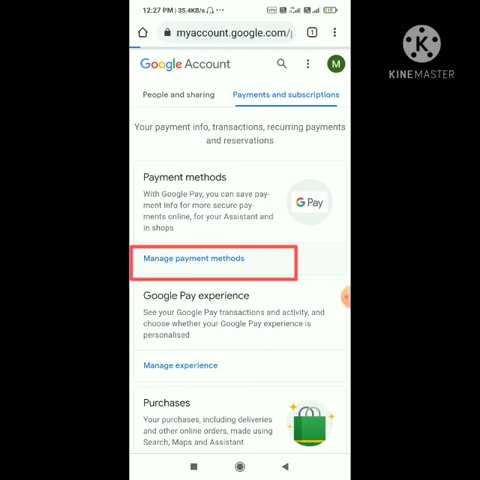 12:27 PM | 35.4KB/s
myaccount.google.com/
1
Google Account
M
K
KINEMASTER
People and sharing
Payments and subscriptions
Your payment info, transactions, recurring payments
and reservations
Payment methods
With Google Pay, you can save pay-
ment info for more secure pay-
ments online, for your Assistant and
in shops
G Pay
Manage payment methods
Google Pay experience
See your Google Pay transactions and activity, and
choose whether your Google Pay experience is
personalised
Manage experience
Purchases
Your purchases, including deliveries
and other online orders, made using
Search, Maps and Assistant